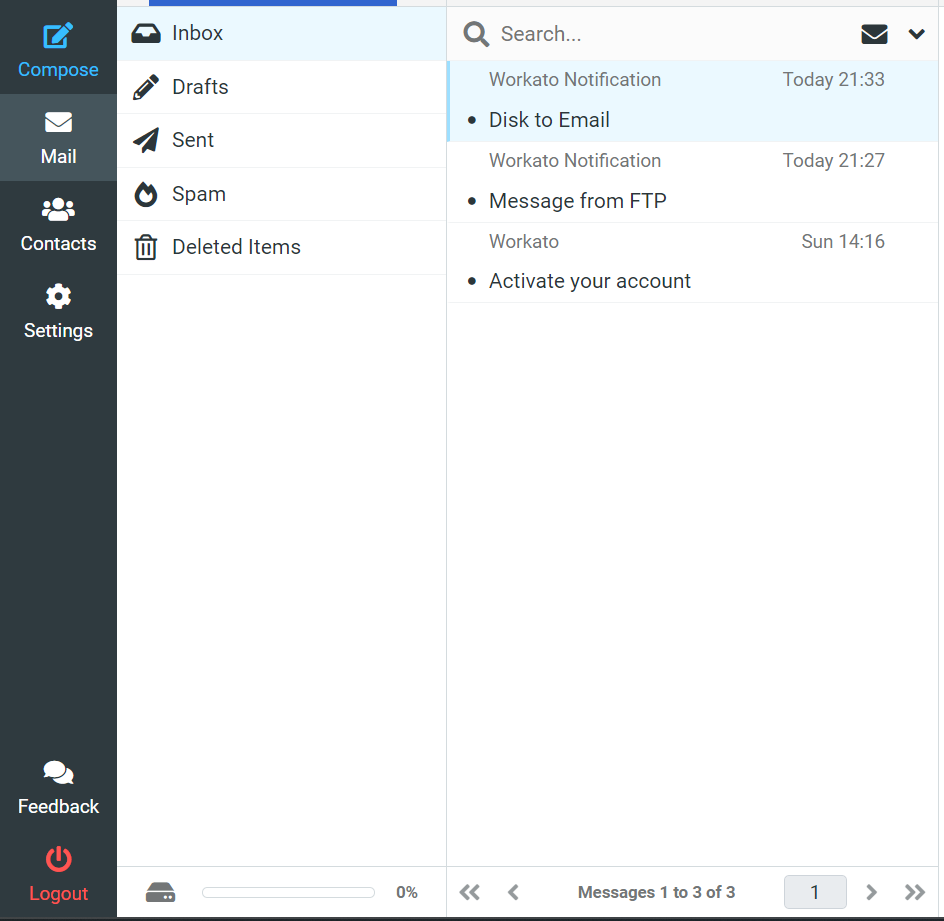 Compose
Mail
Contacts
Settings
Feedback
Logout
Inbox
Drafts
Sent
Spam
Deleted Items
0%
Search...
Workato Notification Today 21:33
Disk to Email
Workato Notification Today 21:27
Message from FTP
Workato Sun 14:16
Activate your account
Messages 1 to 3 of 3 1